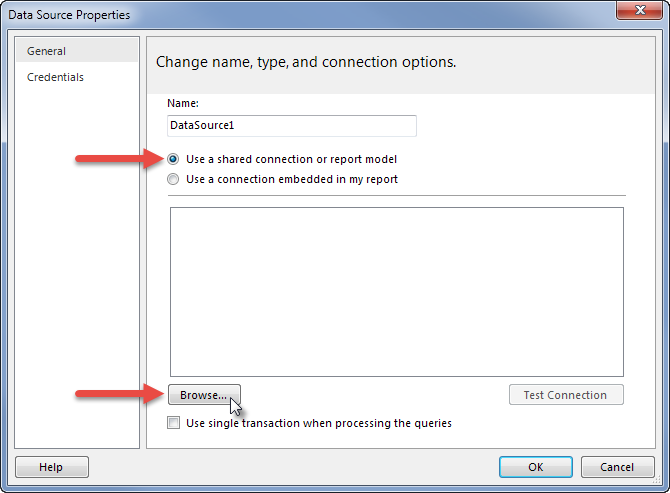 Data Source Properties
General
Credentials
Change name, type, and connection options.
Name:
DataSource1
Use a shared connection or report model
Use a connection embedded in my report
Browse...
Test Connection
Use single transaction when processing the queries
Help
OK
Cancel